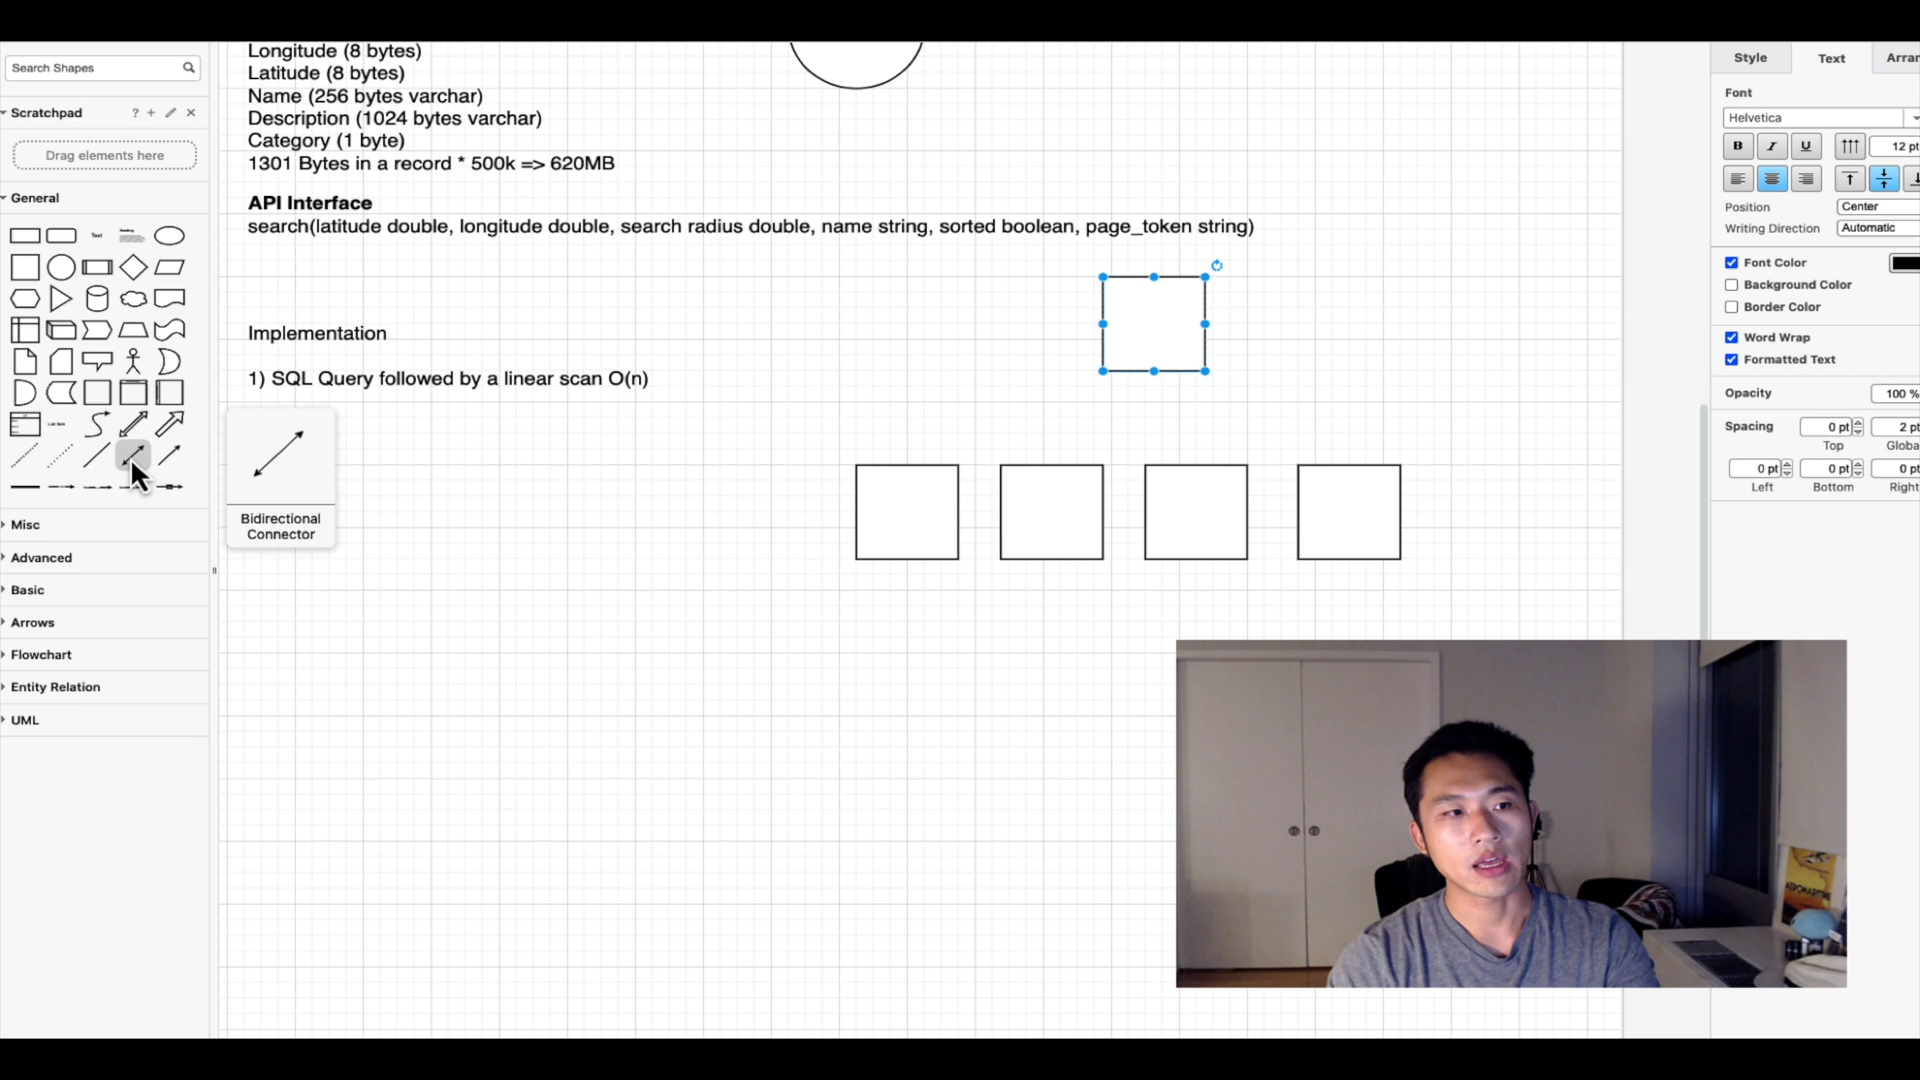 Longitude (8 bytes)
Latitude (8 bytes)
Name (256 bytes varchar)
Description (1024 bytes varchar)
Category (1 byte)
1301 Bytes in a record * 500k => 620MB
API Interface
search(latitude double, longitude double, search radius double, name string, sorted boolean, page_token string)
Implementation
1) SQL Query followed by a linear scan O(n)
Search Shapes
Scratchpad
?
Drag elements here
General
Text
Heading
Bidirectional
Connector
Misc
Advanced
Basic
Arrows
Flowchart
Entity Relation
UML
Style
Text
Arran
Font
Helvetica
B I U
12 pt
Position
Center
Writing Direction
Automatic
Font Color
Background Color
Border Color
Word Wrap
Formatted Text
Opacity
100 %
Spacing
0 pt
2 pt
Top
Globa
0 pt
0 pt
0 pt
Left
Bottom
Right